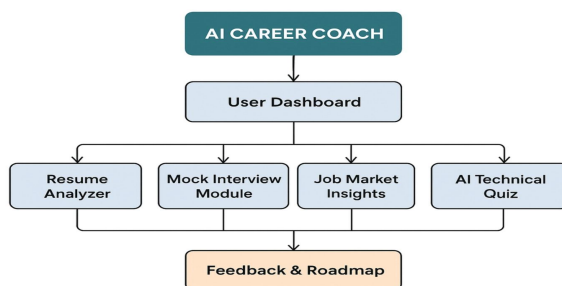 AI CAREER COACH
User Dashboard
Resume
Analyzer
Mock Interview
Module
Job Market
Insights
AI Technical
Quiz
Feedback & Roadmap